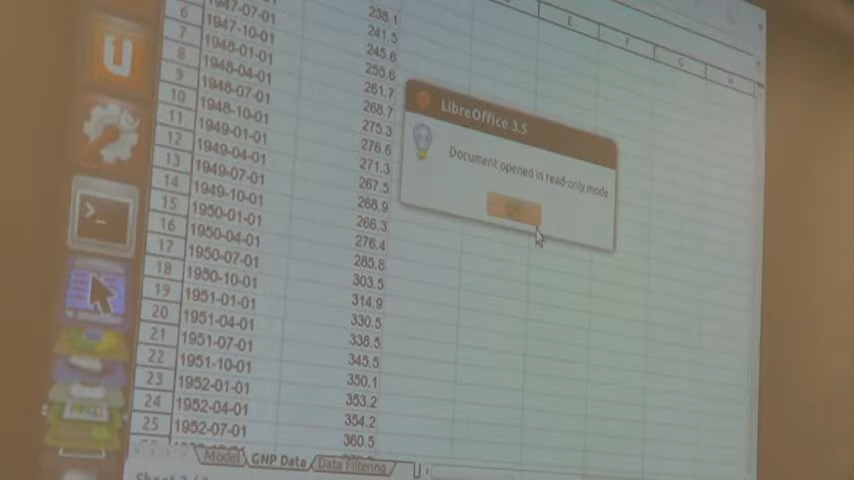 238.1
1947-07-01 241.5
6 1947-10-01 245.6
7 1948-01-01 255.6
8 1948-04-01 261.7
9 1948-07-01 268.7
10 1948-10-01 275.3
11 1949-01-01 276.6
12 1949-04-01 271.3
13 1949-07-01 267.5
14 1949-10-01 268.9
15 1950-01-01 266.3
16 1950-04-01 276.4
17 1950-07-01 285.8
18 1950-10-01 303.5
19 1951-01-01 314.9
20 1951-04-01 330.5
21 1951-07-01 338.5
22 1951-10-01 345.5
23 1952-01-01 350.1
24 1952-04-01 353.2
25 1952-07-01 354.2
360.5
E F G H
LibreOffice 3.5
Document opened in read-only mode
Model GNP Data Data Filtering